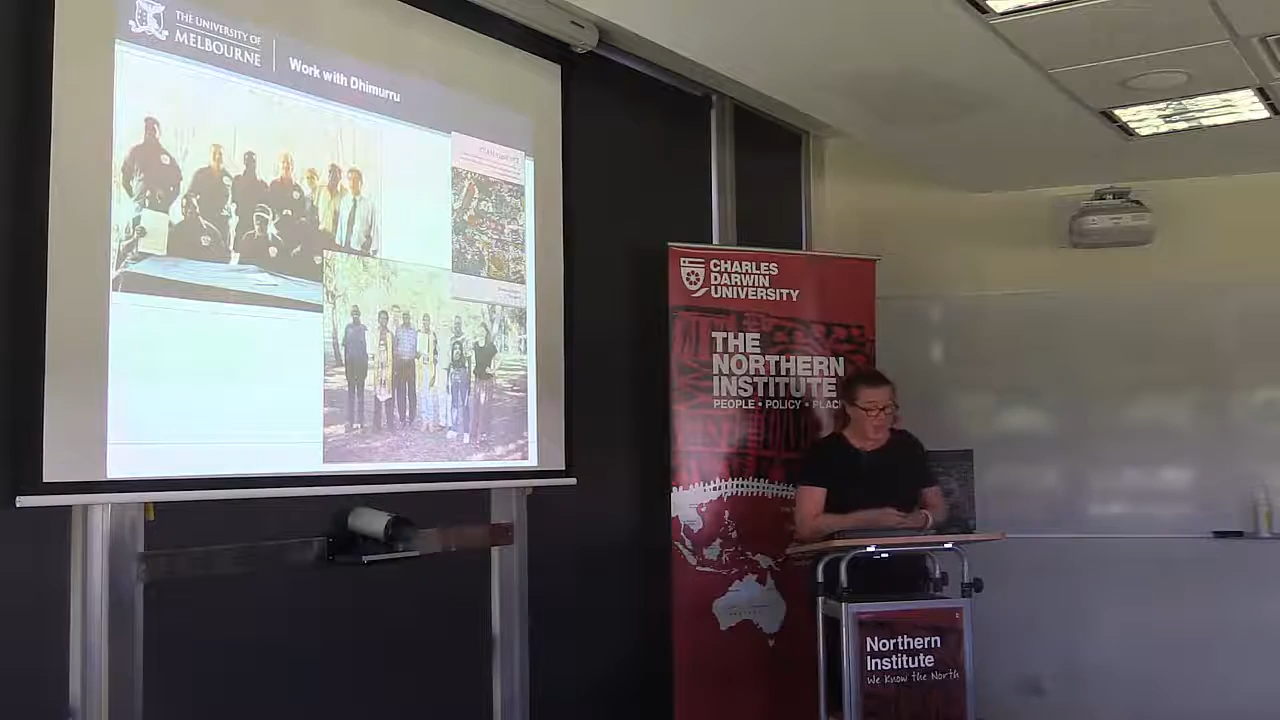 THE UNIVERSITY OF
MELBOURNE
Work with Dhimurru
CHARLES
DARWIN
UNIVERSITY
THE
NORTHERN
INSTITUTE
PEOPLE • POLICY • PLAC
Northern
Institute
We Know the North